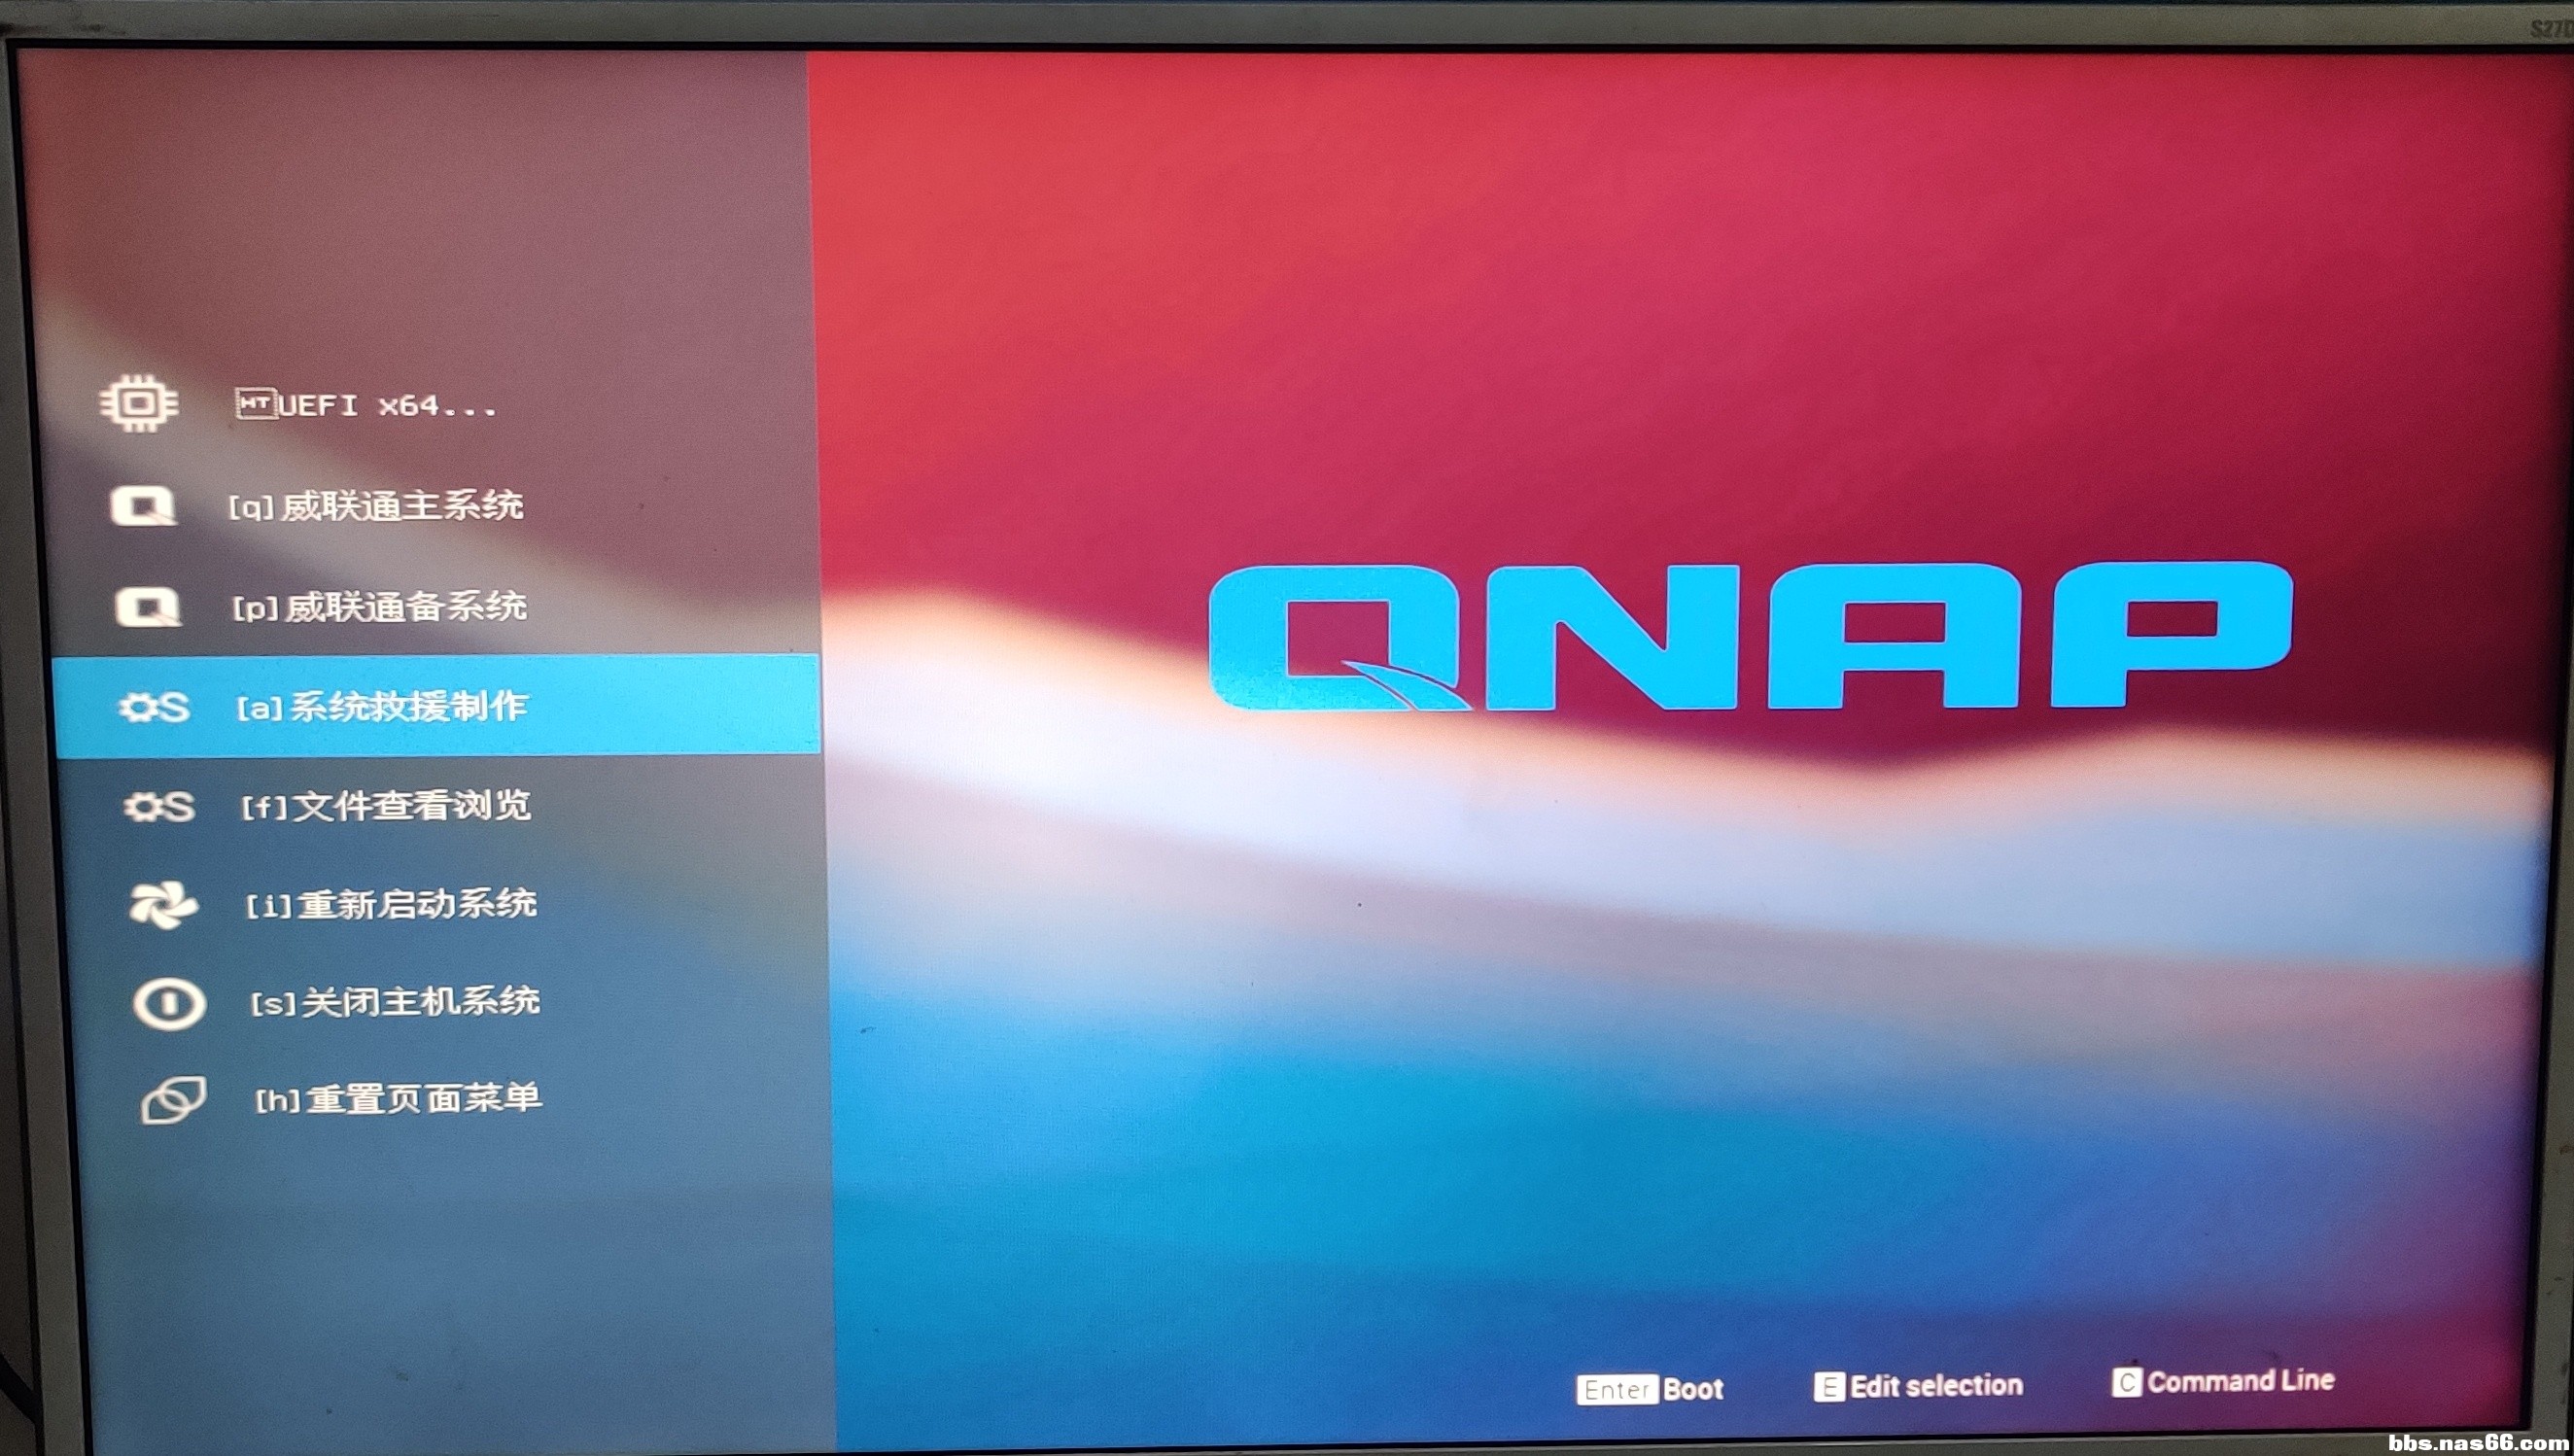 UEFI x64...
[q]威联通主系统
[p]威联通备系统
[a]系统救援制作
[f]文件查看浏览
[i]重新启动系统
[s]关闭主机系统
[h]重置页面菜单
QNAP
Enter Boot
E Edit selection
C Command Line
bbs.nas66.com